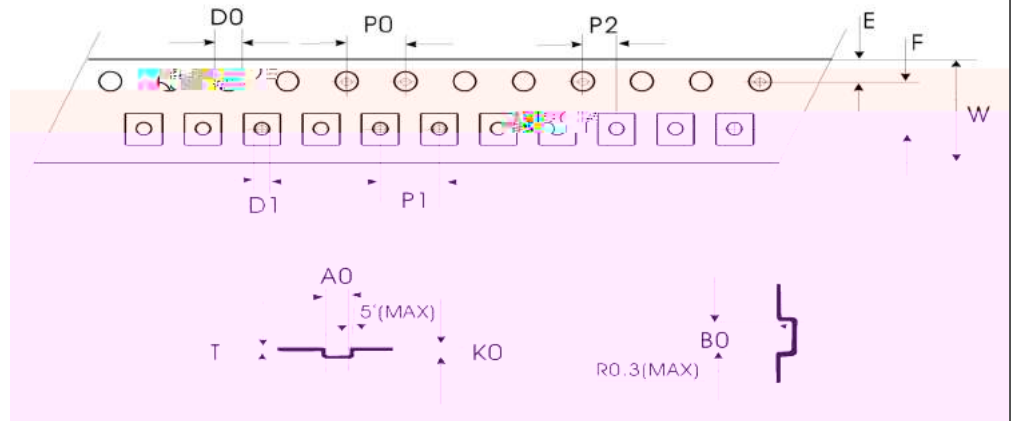 D0 P0 P2 E F
W
D1 P1
A0
5°(MAX)
T K0 B0
R0.3(MAX)